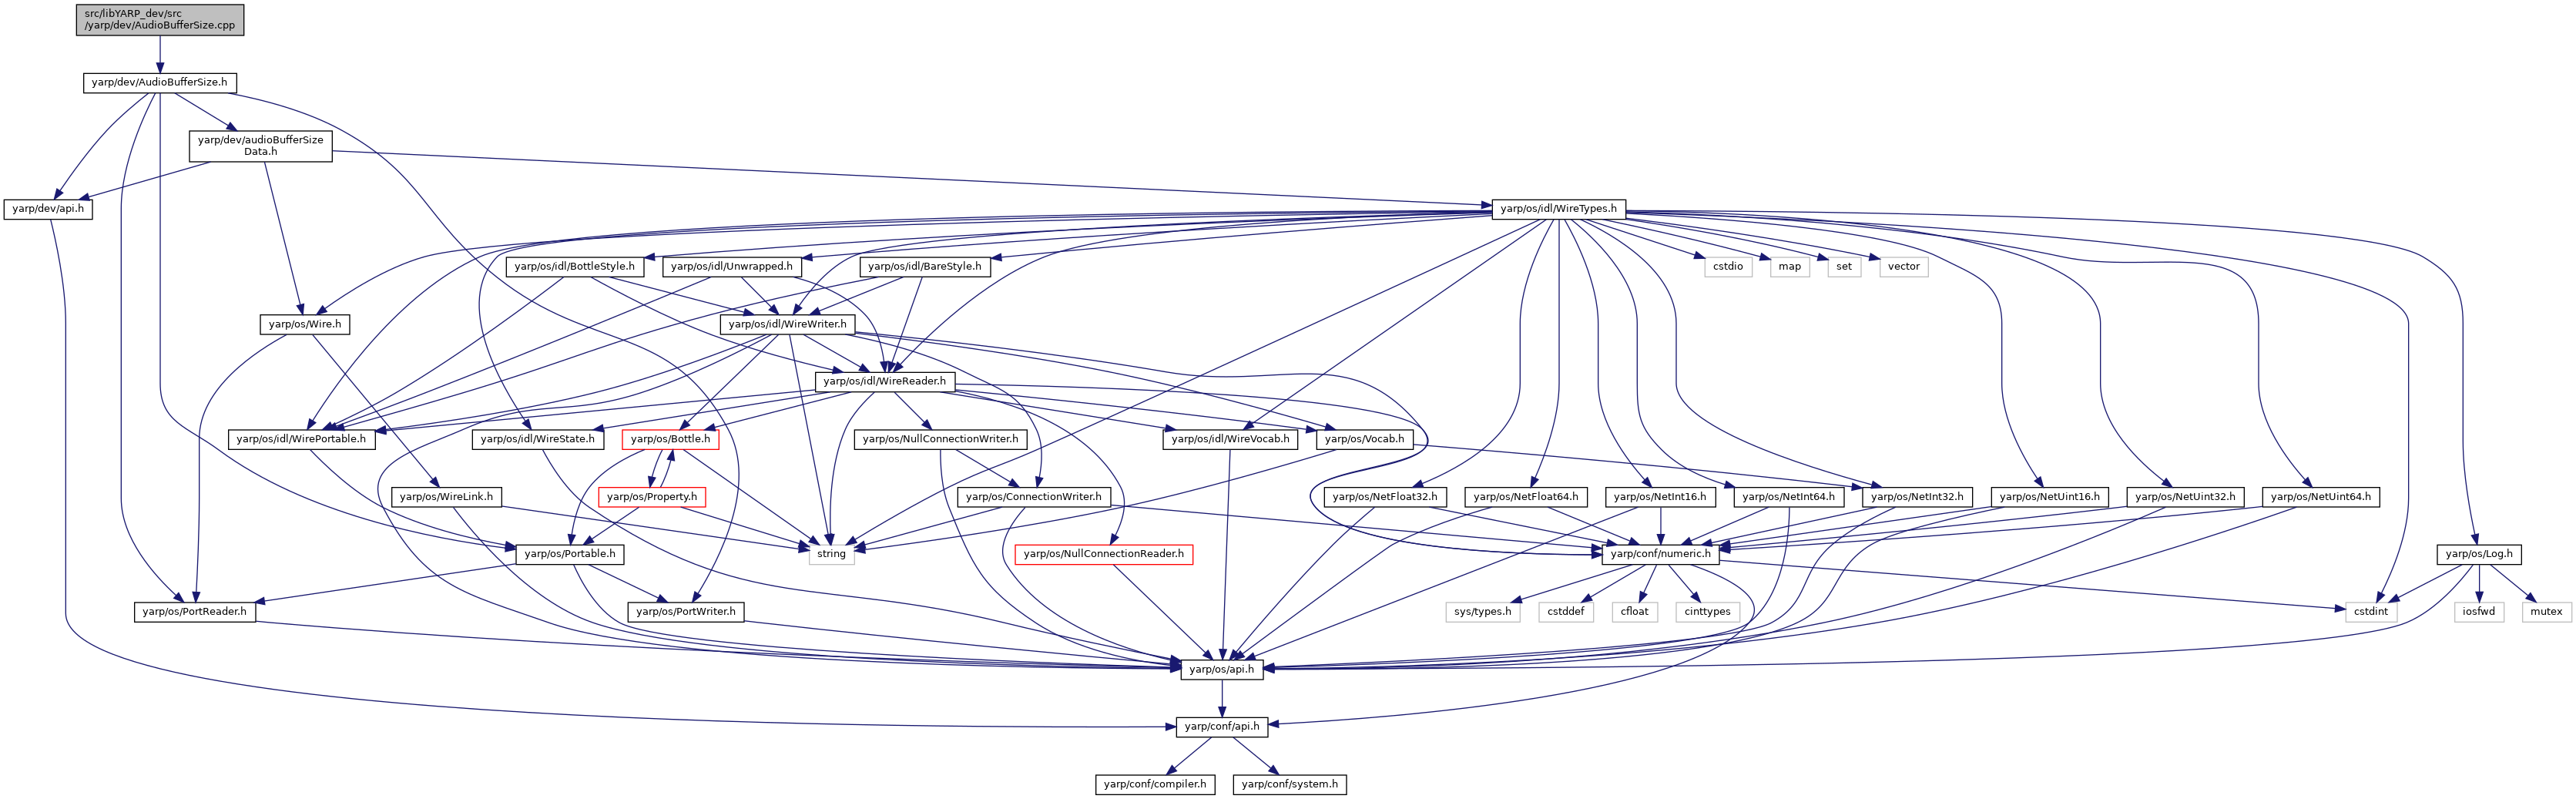 src/libYARP_dev/src
/yarp/dev/AudioBufferSize.cpp
yarp/dev/AudioBufferSize.h
yarp/dev/audioBufferSize
Data.h
yarp/dev/api.h
yarp/os/idl/WireTypes.h
yarp/os/idl/BottleStyle.h
yarp/os/idl/Unwrapped.h
yarp/os/idl/BareStyle.h
cstdio
map
set
vector
yarp/os/Wire.h
yarp/os/idl/WireWriter.h
yarp/os/idl/WireReader.h
yarp/os/idl/WirePortable.h
yarp/os/idl/WireState.h
yarp/os/Bottle.h
yarp/os/NullConnectionWriter.h
yarp/os/idl/WireVocab.h
yarp/os/Vocab.h
yarp/os/WireLink.h
yarp/os/Property.h
yarp/os/ConnectionWriter.h
yarp/os/NetFloat32.h
yarp/os/NetFloat64.h
yarp/os/NetInt16.h
yarp/os/NetInt64.h
yarp/os/NetInt32.h
yarp/os/NetUint16.h
yarp/os/NetUint32.h
yarp/os/NetUint64.h
yarp/os/Portable.h
string
yarp/os/NullConnectionReader.h
yarp/conf/numeric.h
yarp/os/Log.h
yarp/os/PortReader.h
yarp/os/PortWriter.h
sys/types.h
cstddef
cfloat
cinttypes
cstdint
iosfwd
mutex
yarp/os/api.h
yarp/conf/api.h
yarp/conf/compiler.h
yarp/conf/system.h